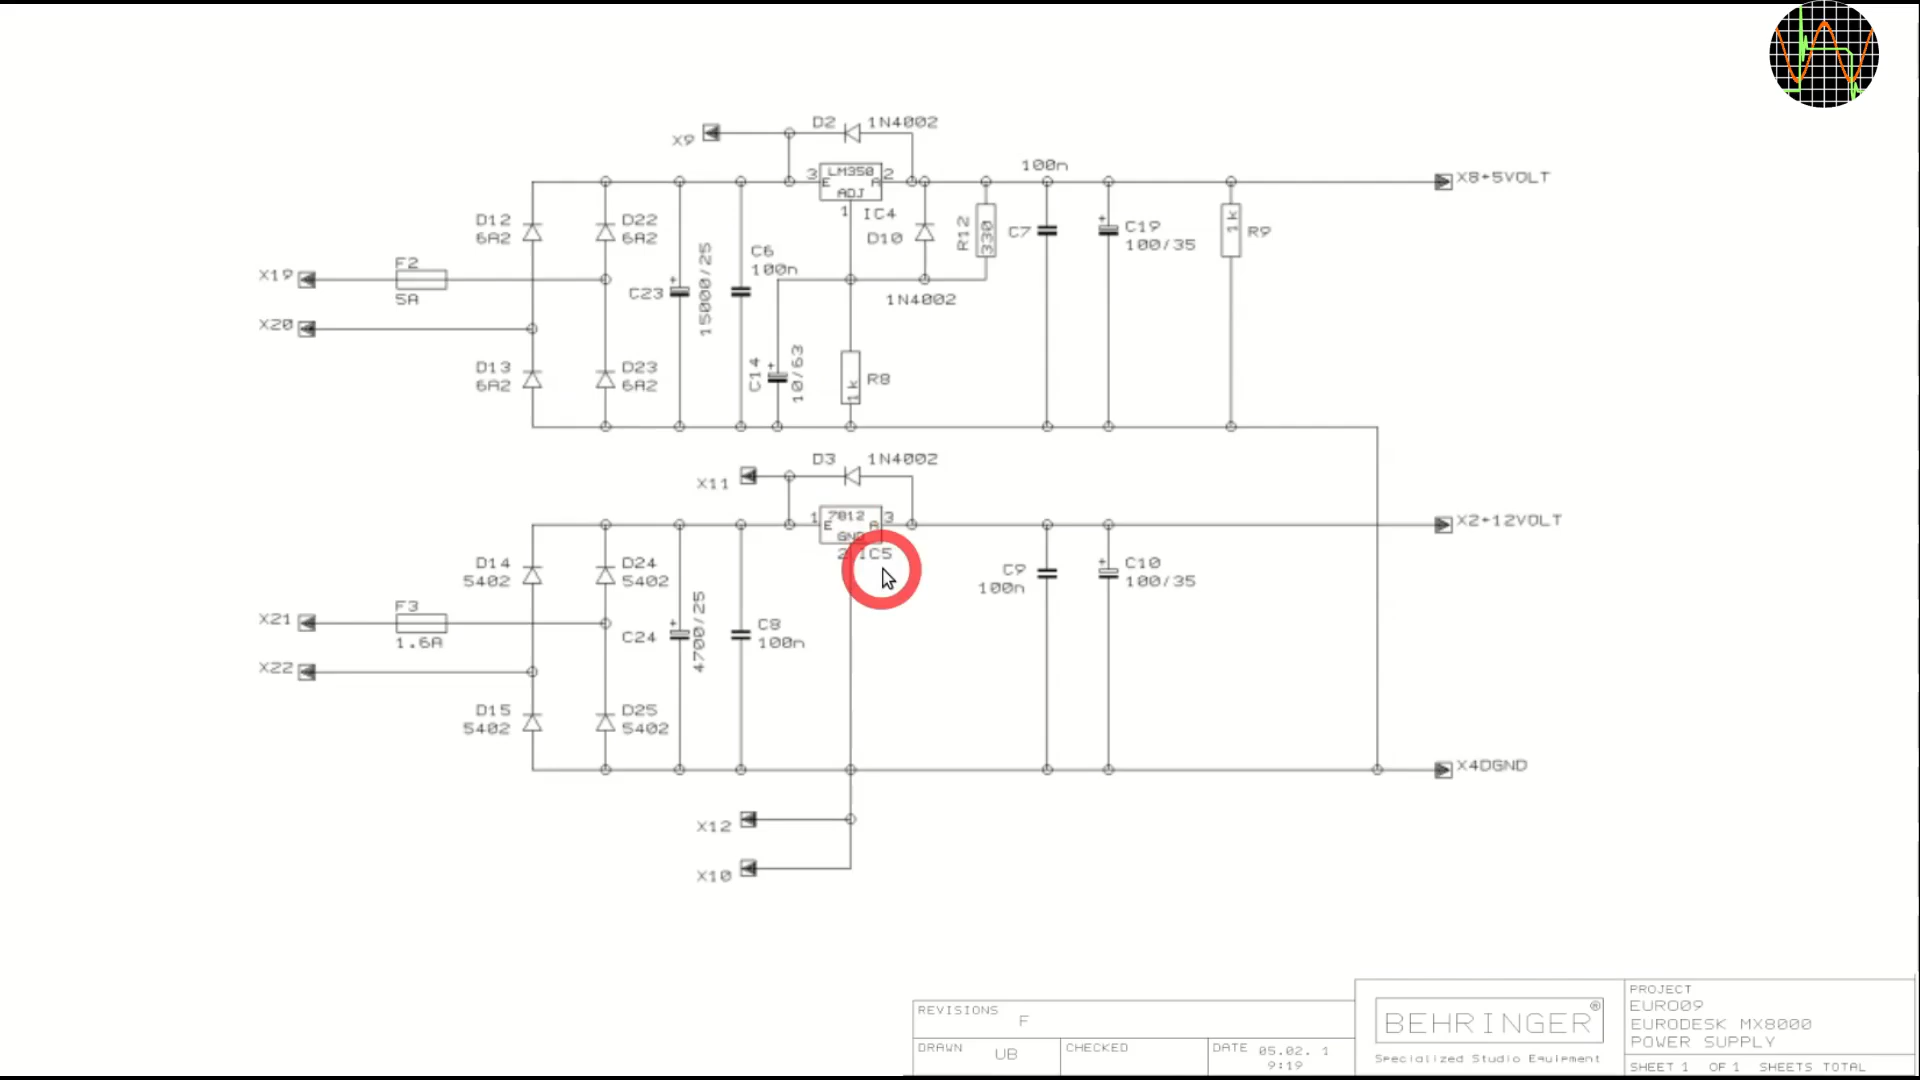 D2 1N4002
X9
100n
3 LM350 2
E A
ADJ
X8+5VOLT
1 IC4
D12
6A2
D22
6A2
D10
R12
330
C7
C19
100/35
1k
R9
+
X19
F2
5A
C6
100n
C23
15000/25
+
1N4002
X20
D13
6A2
D23
6A2
C14
10/63
+
1k
R8
D3 1N4002
X11
1 7812 3
E A
GND
X2+12VOLT
2 IC5
D14
5402
D24
5402
C9
100n
C10
100/35
+
X21
F3
1.6A
C24
4700/25
+
C8
100n
X22
D15
5402
D25
5402
X4DGND
X12
X10
REVISIONS F
DRAWN UB
CHECKED
DATE 05.02. 1
9:19
BEHRINGER®
Specialized Studio Equipment
PROJECT
EURO09
EURODESK MX8000
POWER SUPPLY
SHEET 1 OF 1 SHEETS TOTAL